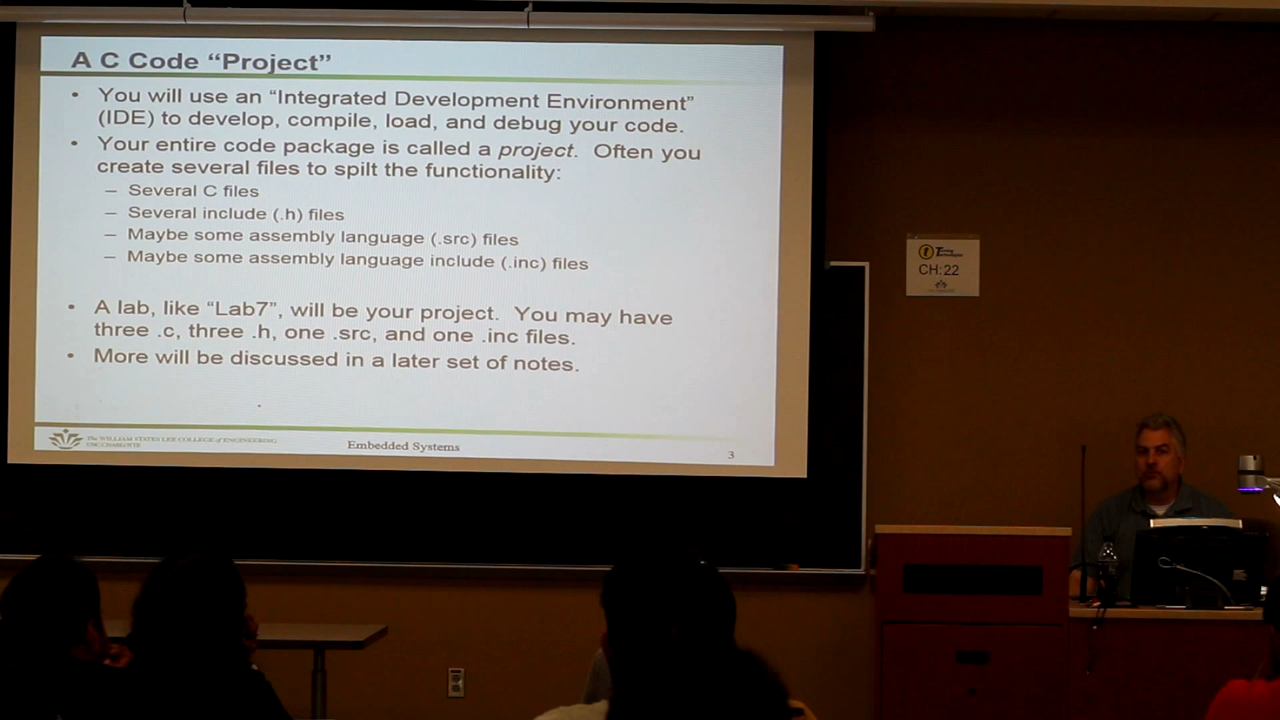 A C Code “Project”
• You will use an “Integrated Development Environment”
(IDE) to develop, compile, load, and debug your code.
• Your entire code package is called a project. Often you
create several files to spilt the functionality:
– Several C files
– Several include (.h) files
– Maybe some assembly language (.src) files
– Maybe some assembly language include (.inc) files
• A lab, like “Lab7”, will be your project. You may have
three .c, three .h, one .src, and one .inc files.
• More will be discussed in a later set of notes.
The WILLIAM STATES LEE COLLEGE of ENGINEERING
UNC CHARLOTTE
Embedded Systems
3
Turning
Technologies
CH:22